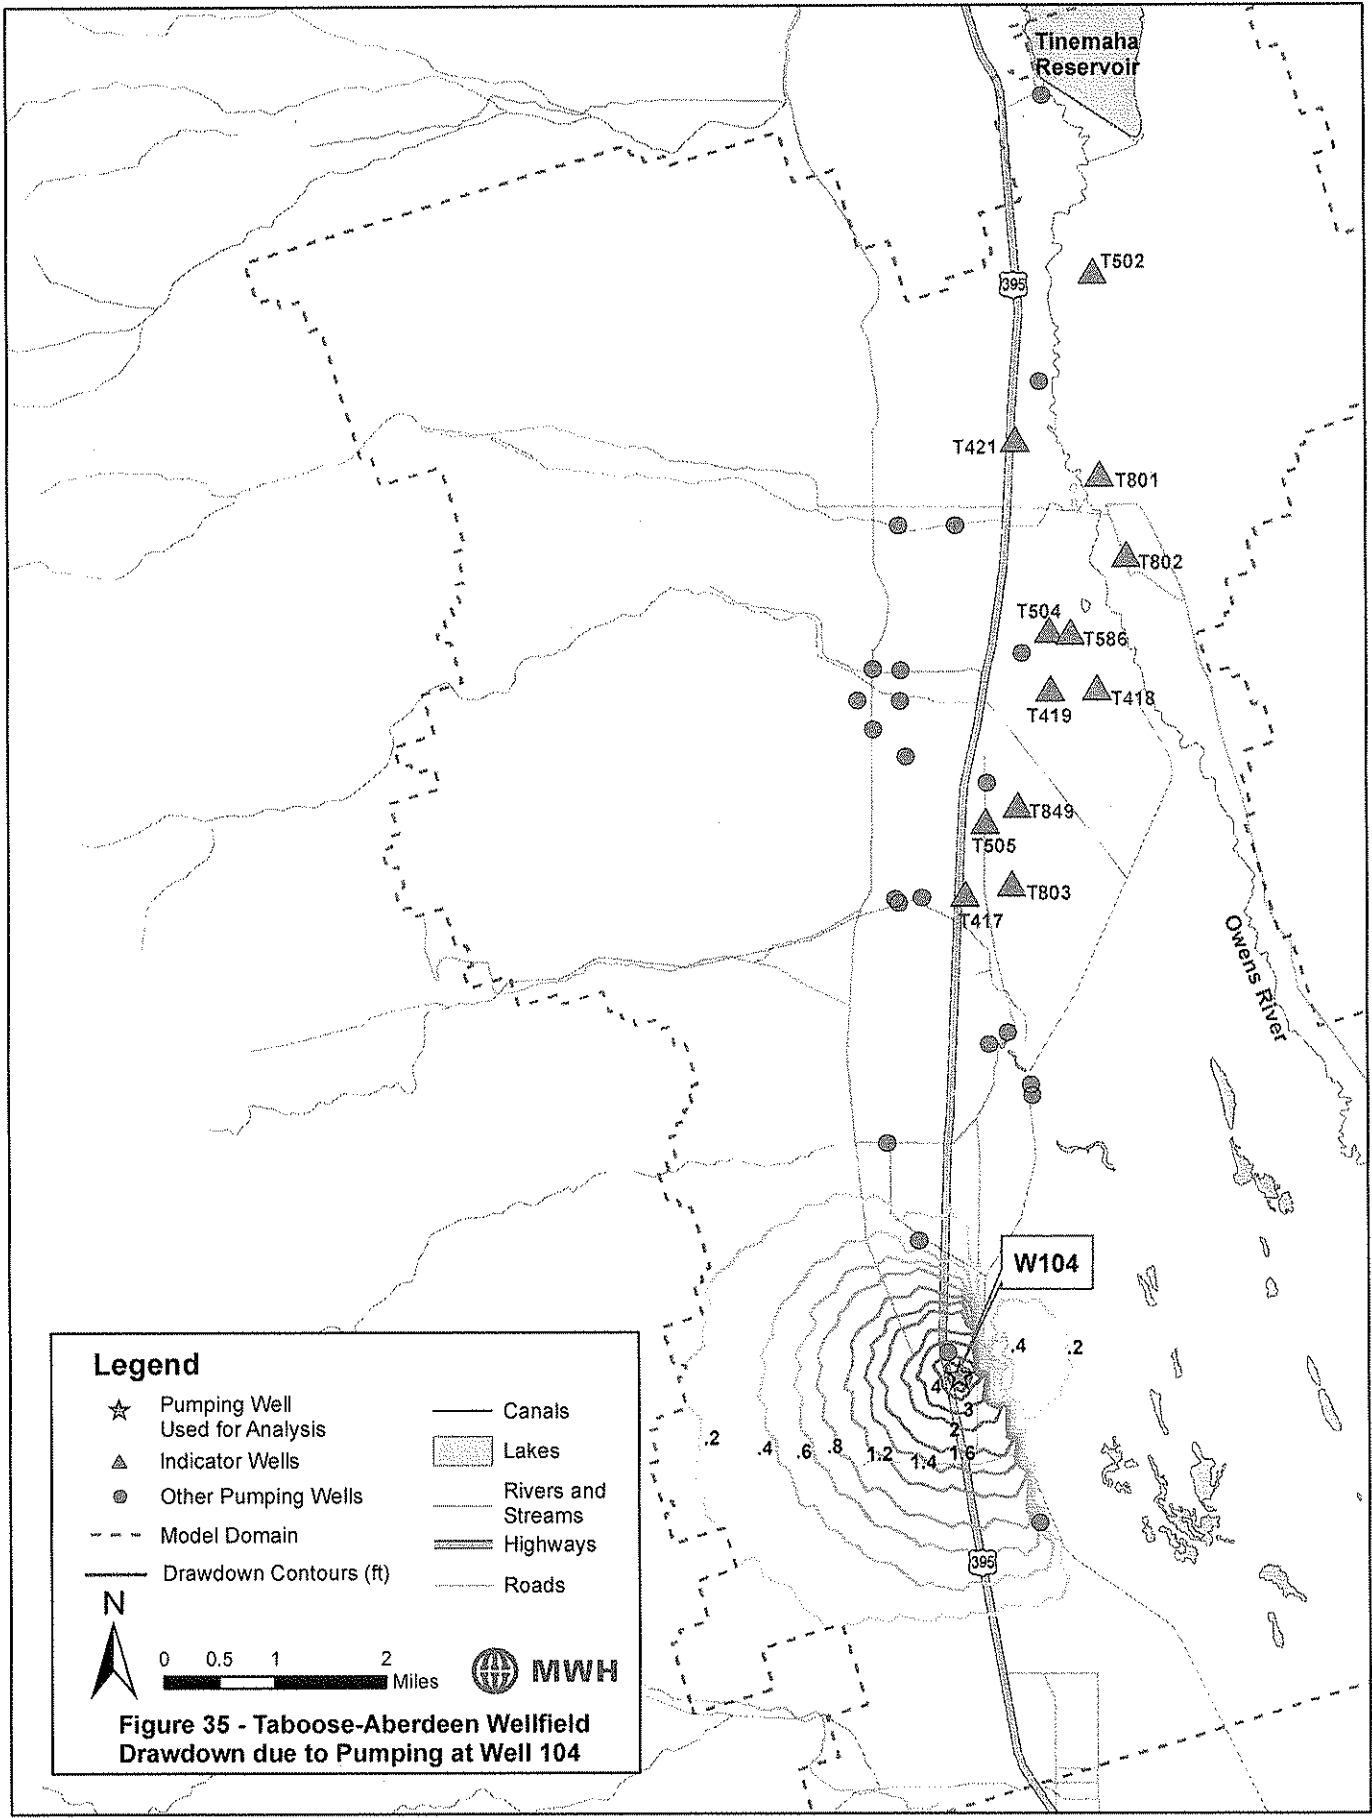 Tinemaha
Reservoir
T502
395
T421
T801
T802
T504
T586
T419
T418
T849
T505
T803
T417
Owens River
W104
.4
.2
4
3
2
.2
.4
.6
.8
1.2
1.4
1.6
395
Legend
Pumping Well
Used for Analysis
Indicator Wells
Other Pumping Wells
Model Domain
Drawdown Contours (ft)
Canals
Lakes
Rivers and
Streams
Highways
Roads
N
0 0.5 1 2
Miles
MWH
Figure 35 - Taboose-Aberdeen Wellfield
Drawdown due to Pumping at Well 104